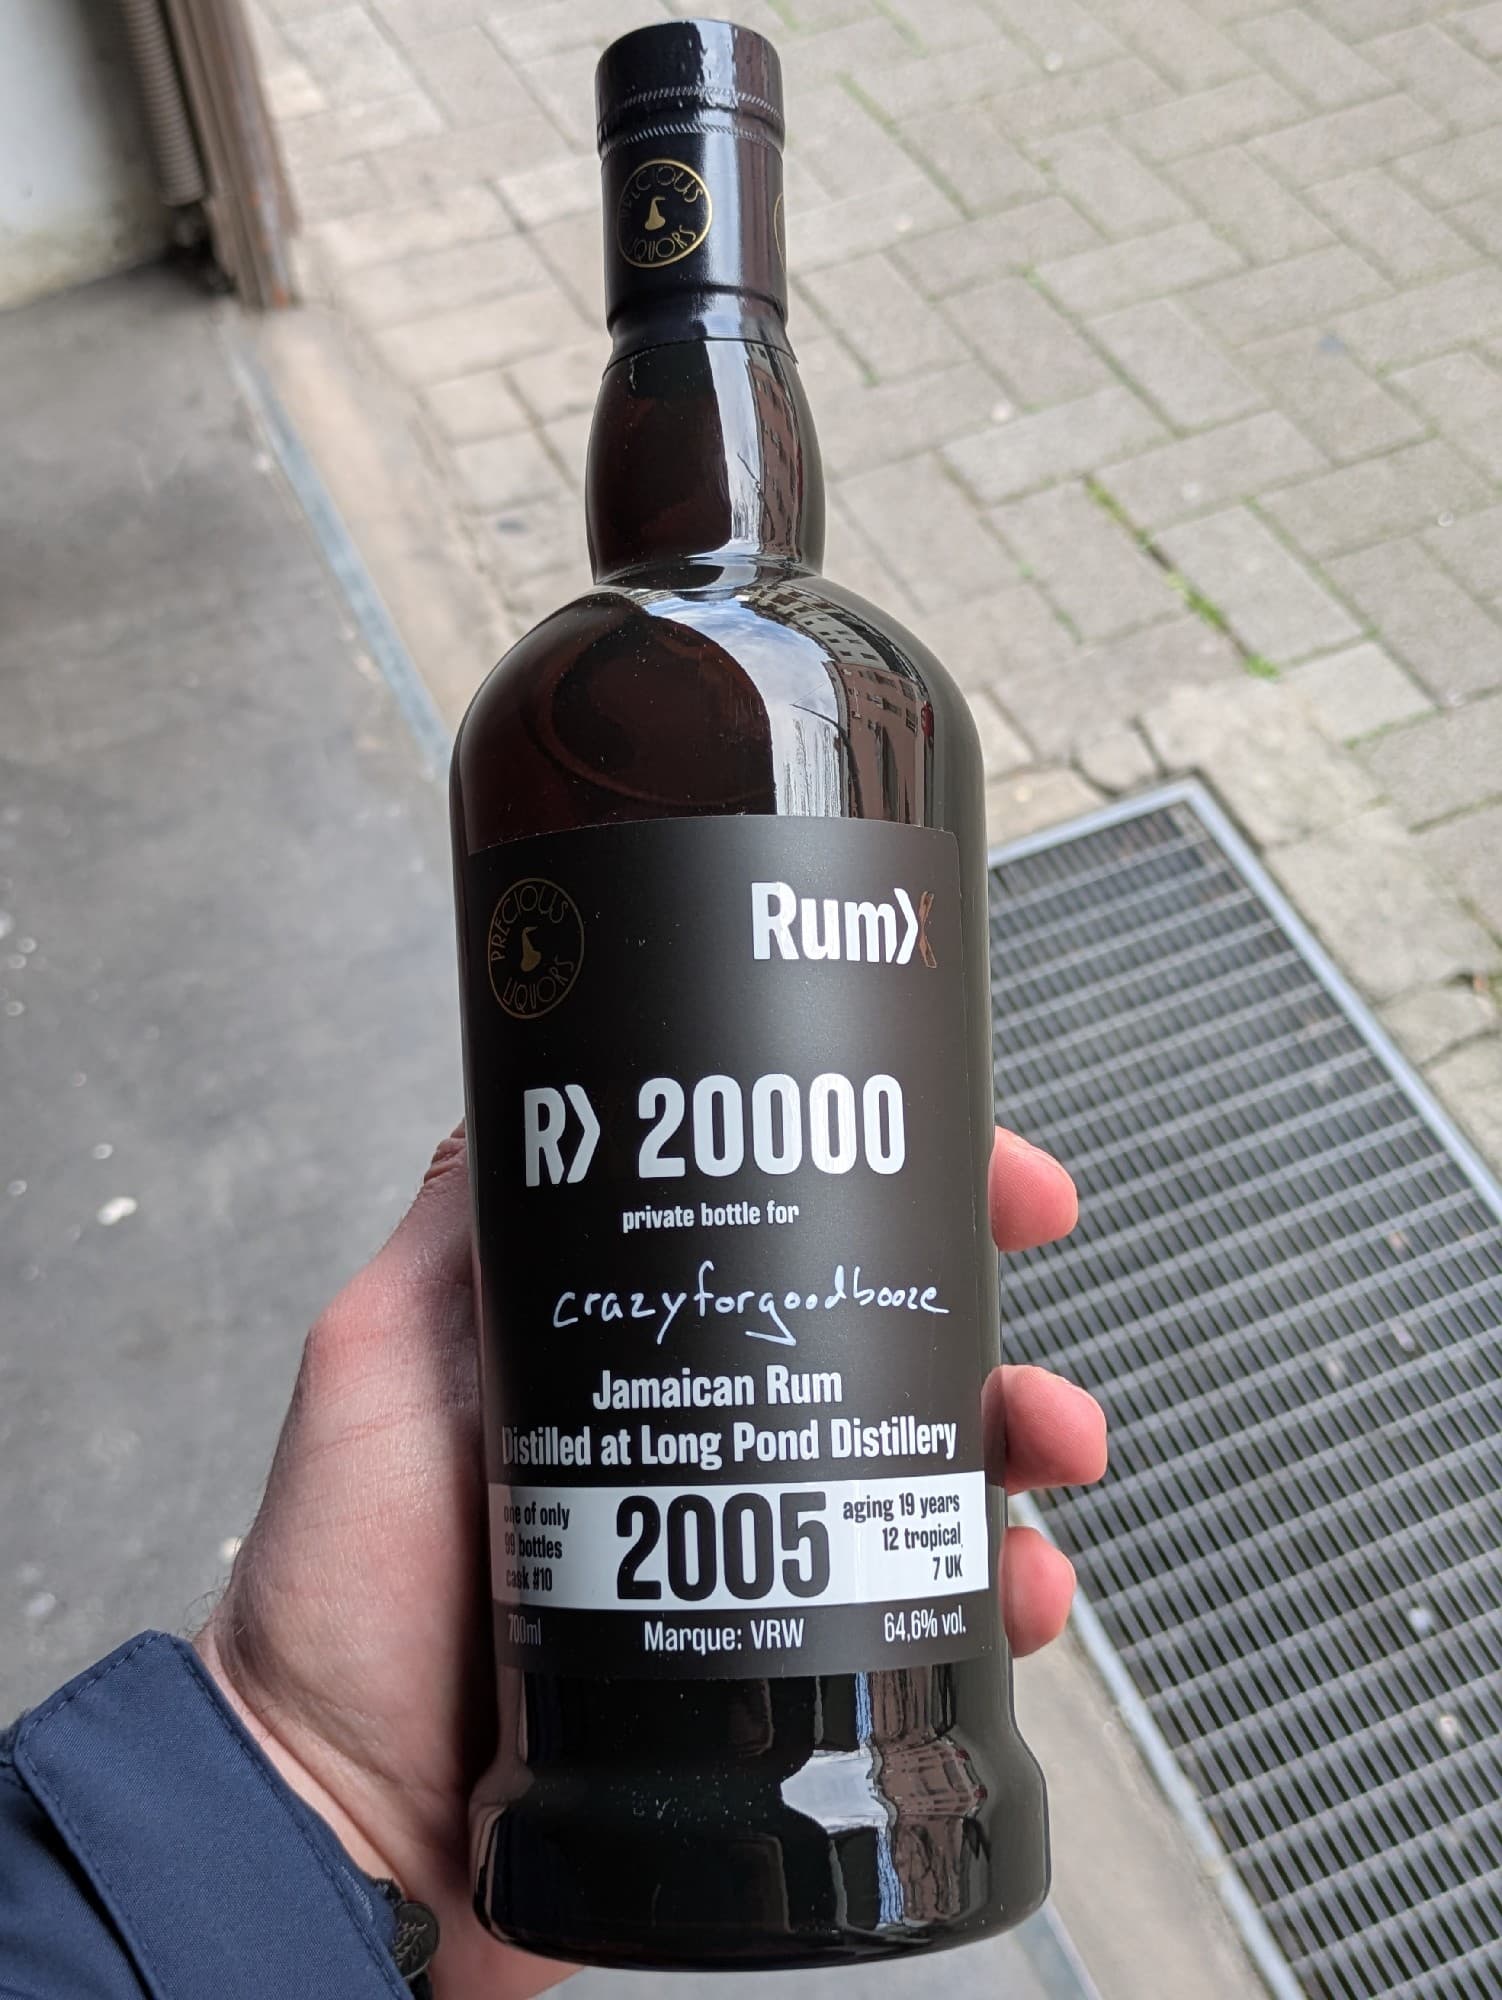 PRECIOUS
LIQUORS
PRECIOUS
LIQUORS
RumX
R> 20000
private bottle for
crazyforgoodbooze
Jamaican Rum
Distilled at Long Pond Distillery
one of only
99 bottles
cask #10
2005
aging 19 years
12 tropical
7 UK
700ml
Marque: VRW
64,6% vol.